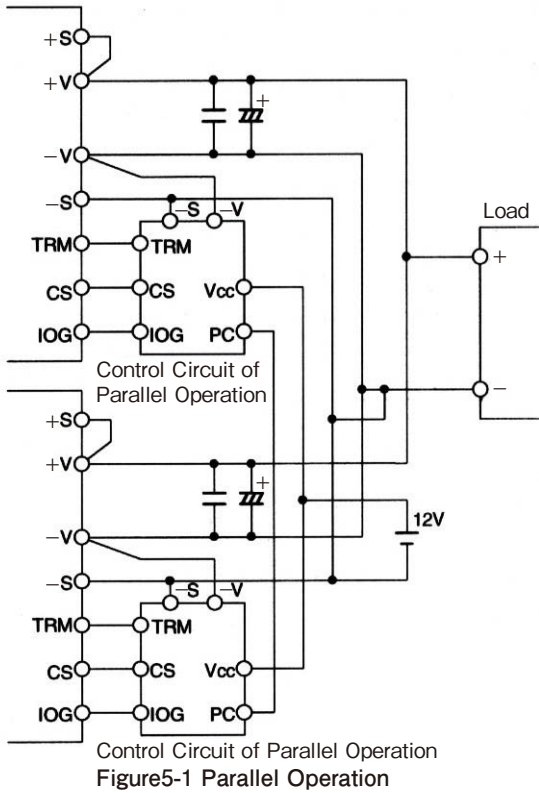 +S
+V
+
-V
-S
-S -V
Load
TRM TRM
+
CS CS Vcc
IOG IOG PC
Control Circuit of
Parallel Operation
-
+S
+V
+
12V
-V
-S
-S -V
TRM TRM
CS CS Vcc
IOG IOG PC
Control Circuit of Parallel Operation
Figure5-1 Parallel Operation